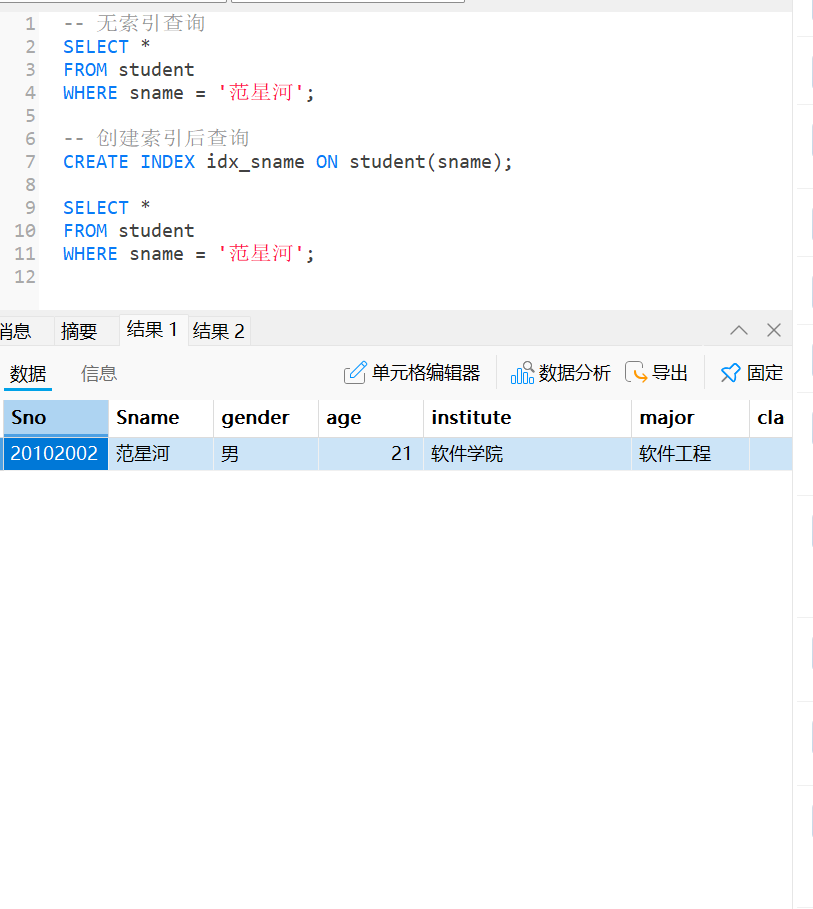 1 -- 无索引查询
2 SELECT *
3 FROM student
4 WHERE sname = '范星河';
5
6 -- 创建索引后查询
7 CREATE INDEX idx_sname ON student(sname);
8
9 SELECT *
10 FROM student
11 WHERE sname = '范星河';
12
消息 摘要 结果 1 结果 2
数据 信息 单元格编辑器 数据分析 导出 固定
Sno Sname gender age institute major cla
20102002 范星河 男 21 软件学院 软件工程